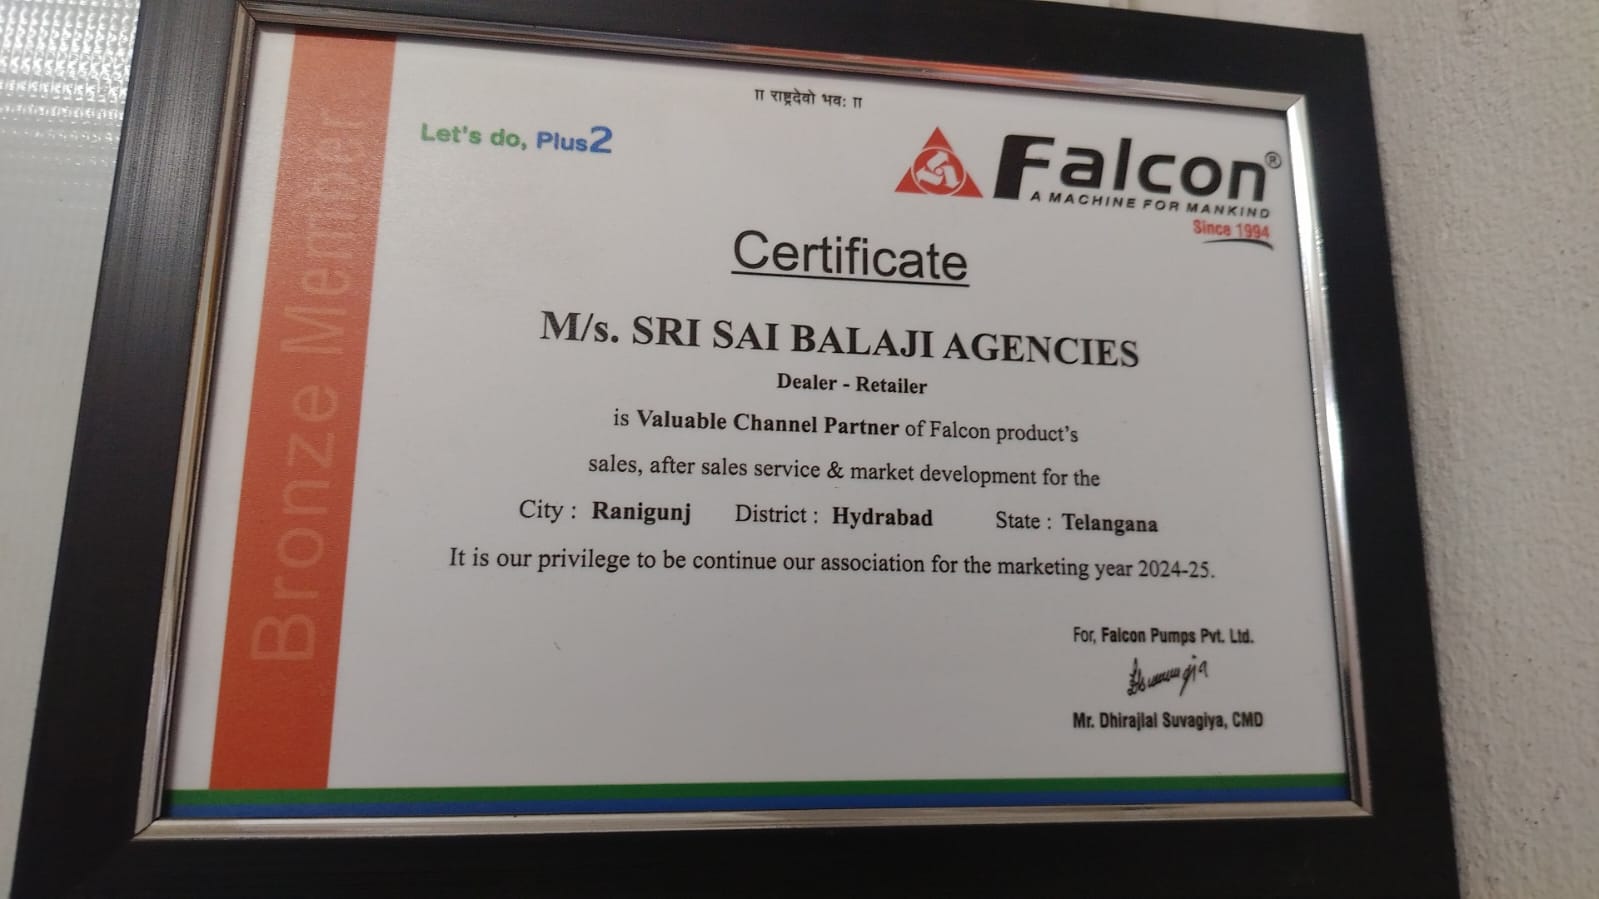 ॥ राष्ट्रदेवो भवः ॥
Let's do, Plus2
Falcon®
A MACHINE FOR MANKIND
Since 1994
Certificate
M/s. SRI SAI BALAJI AGENCIES
Dealer - Retailer
is Valuable Channel Partner of Falcon product's
sales, after sales service & market development for the
City : Ranigunj District : Hydrabad State : Telangana
It is our privilege to be continue our association for the marketing year 2024-25.
For, Falcon Pumps Pvt. Ltd.
Mr. Dhirajlal Suvagiya, CMD
Bronze Member